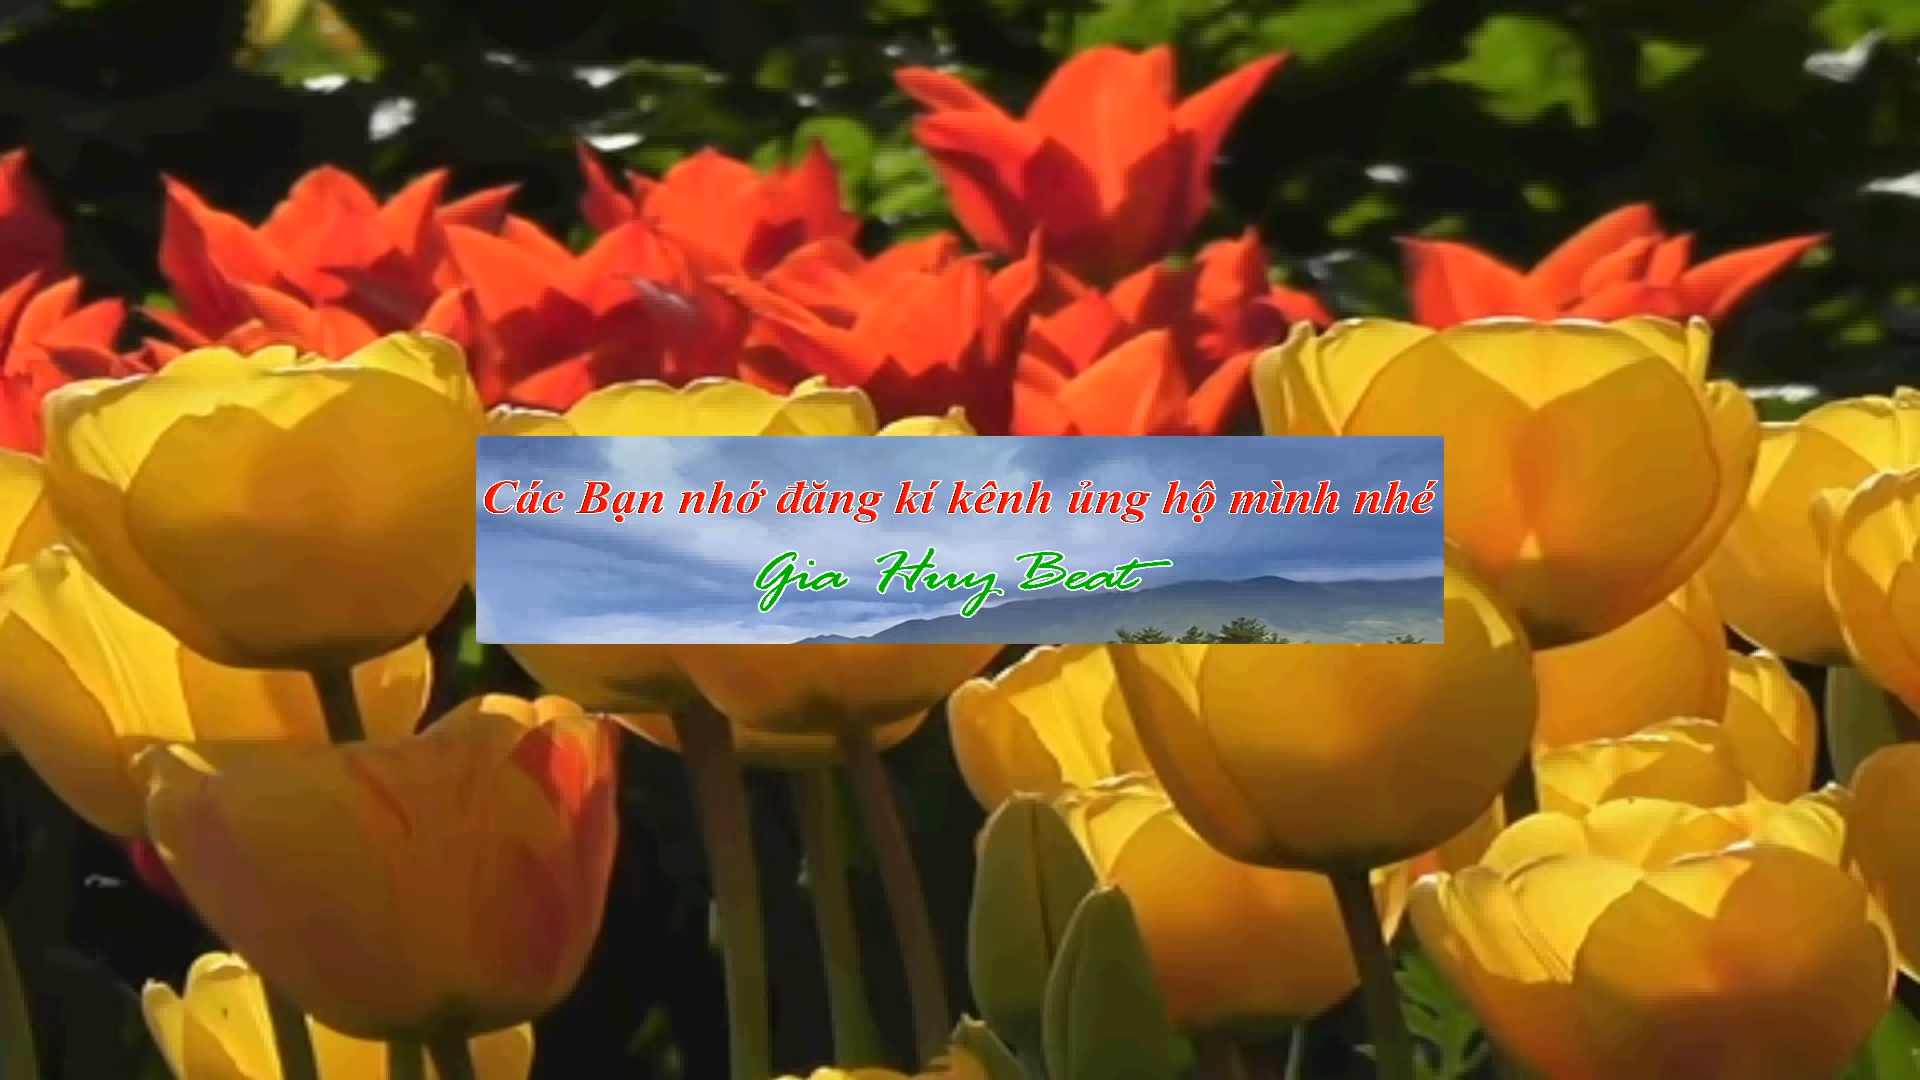 Các Bạn nhớ đăng kí kênh ủng hộ mình nhé
Gia Huy Beat